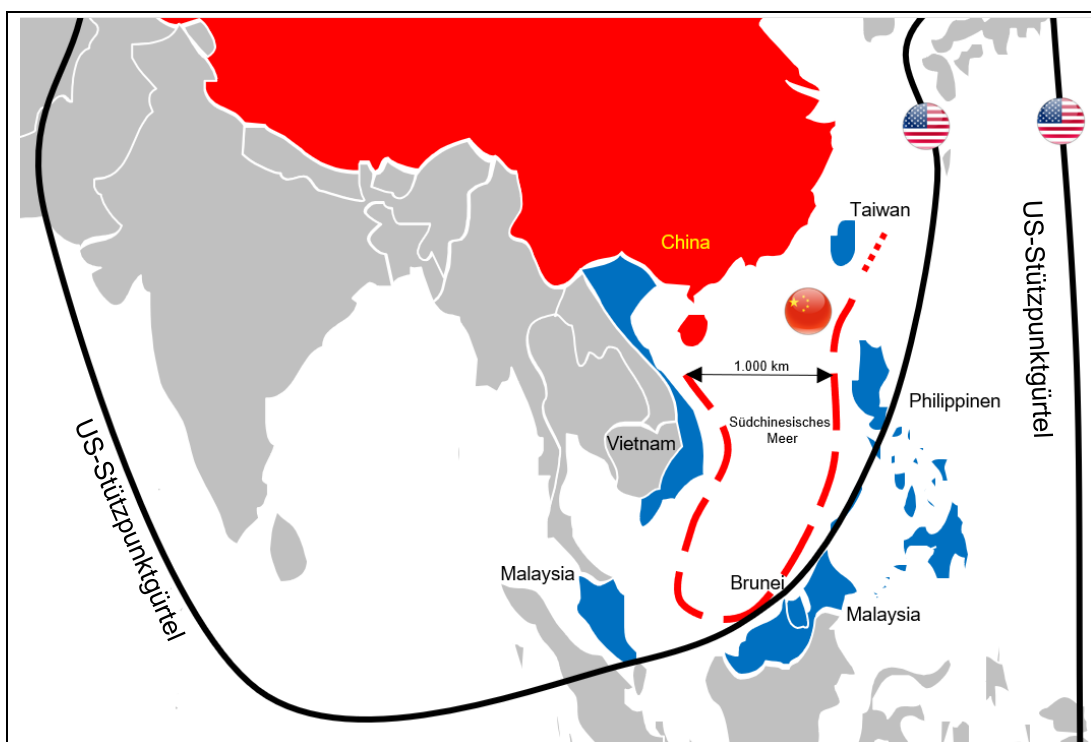 Taiwan
US-Stützpunktgürtel
China
1.000 km
Philippinen
Südchinesisches
Meer
Vietnam
US-Stützpunktgürtel
Malaysia
Brunei
Malaysia